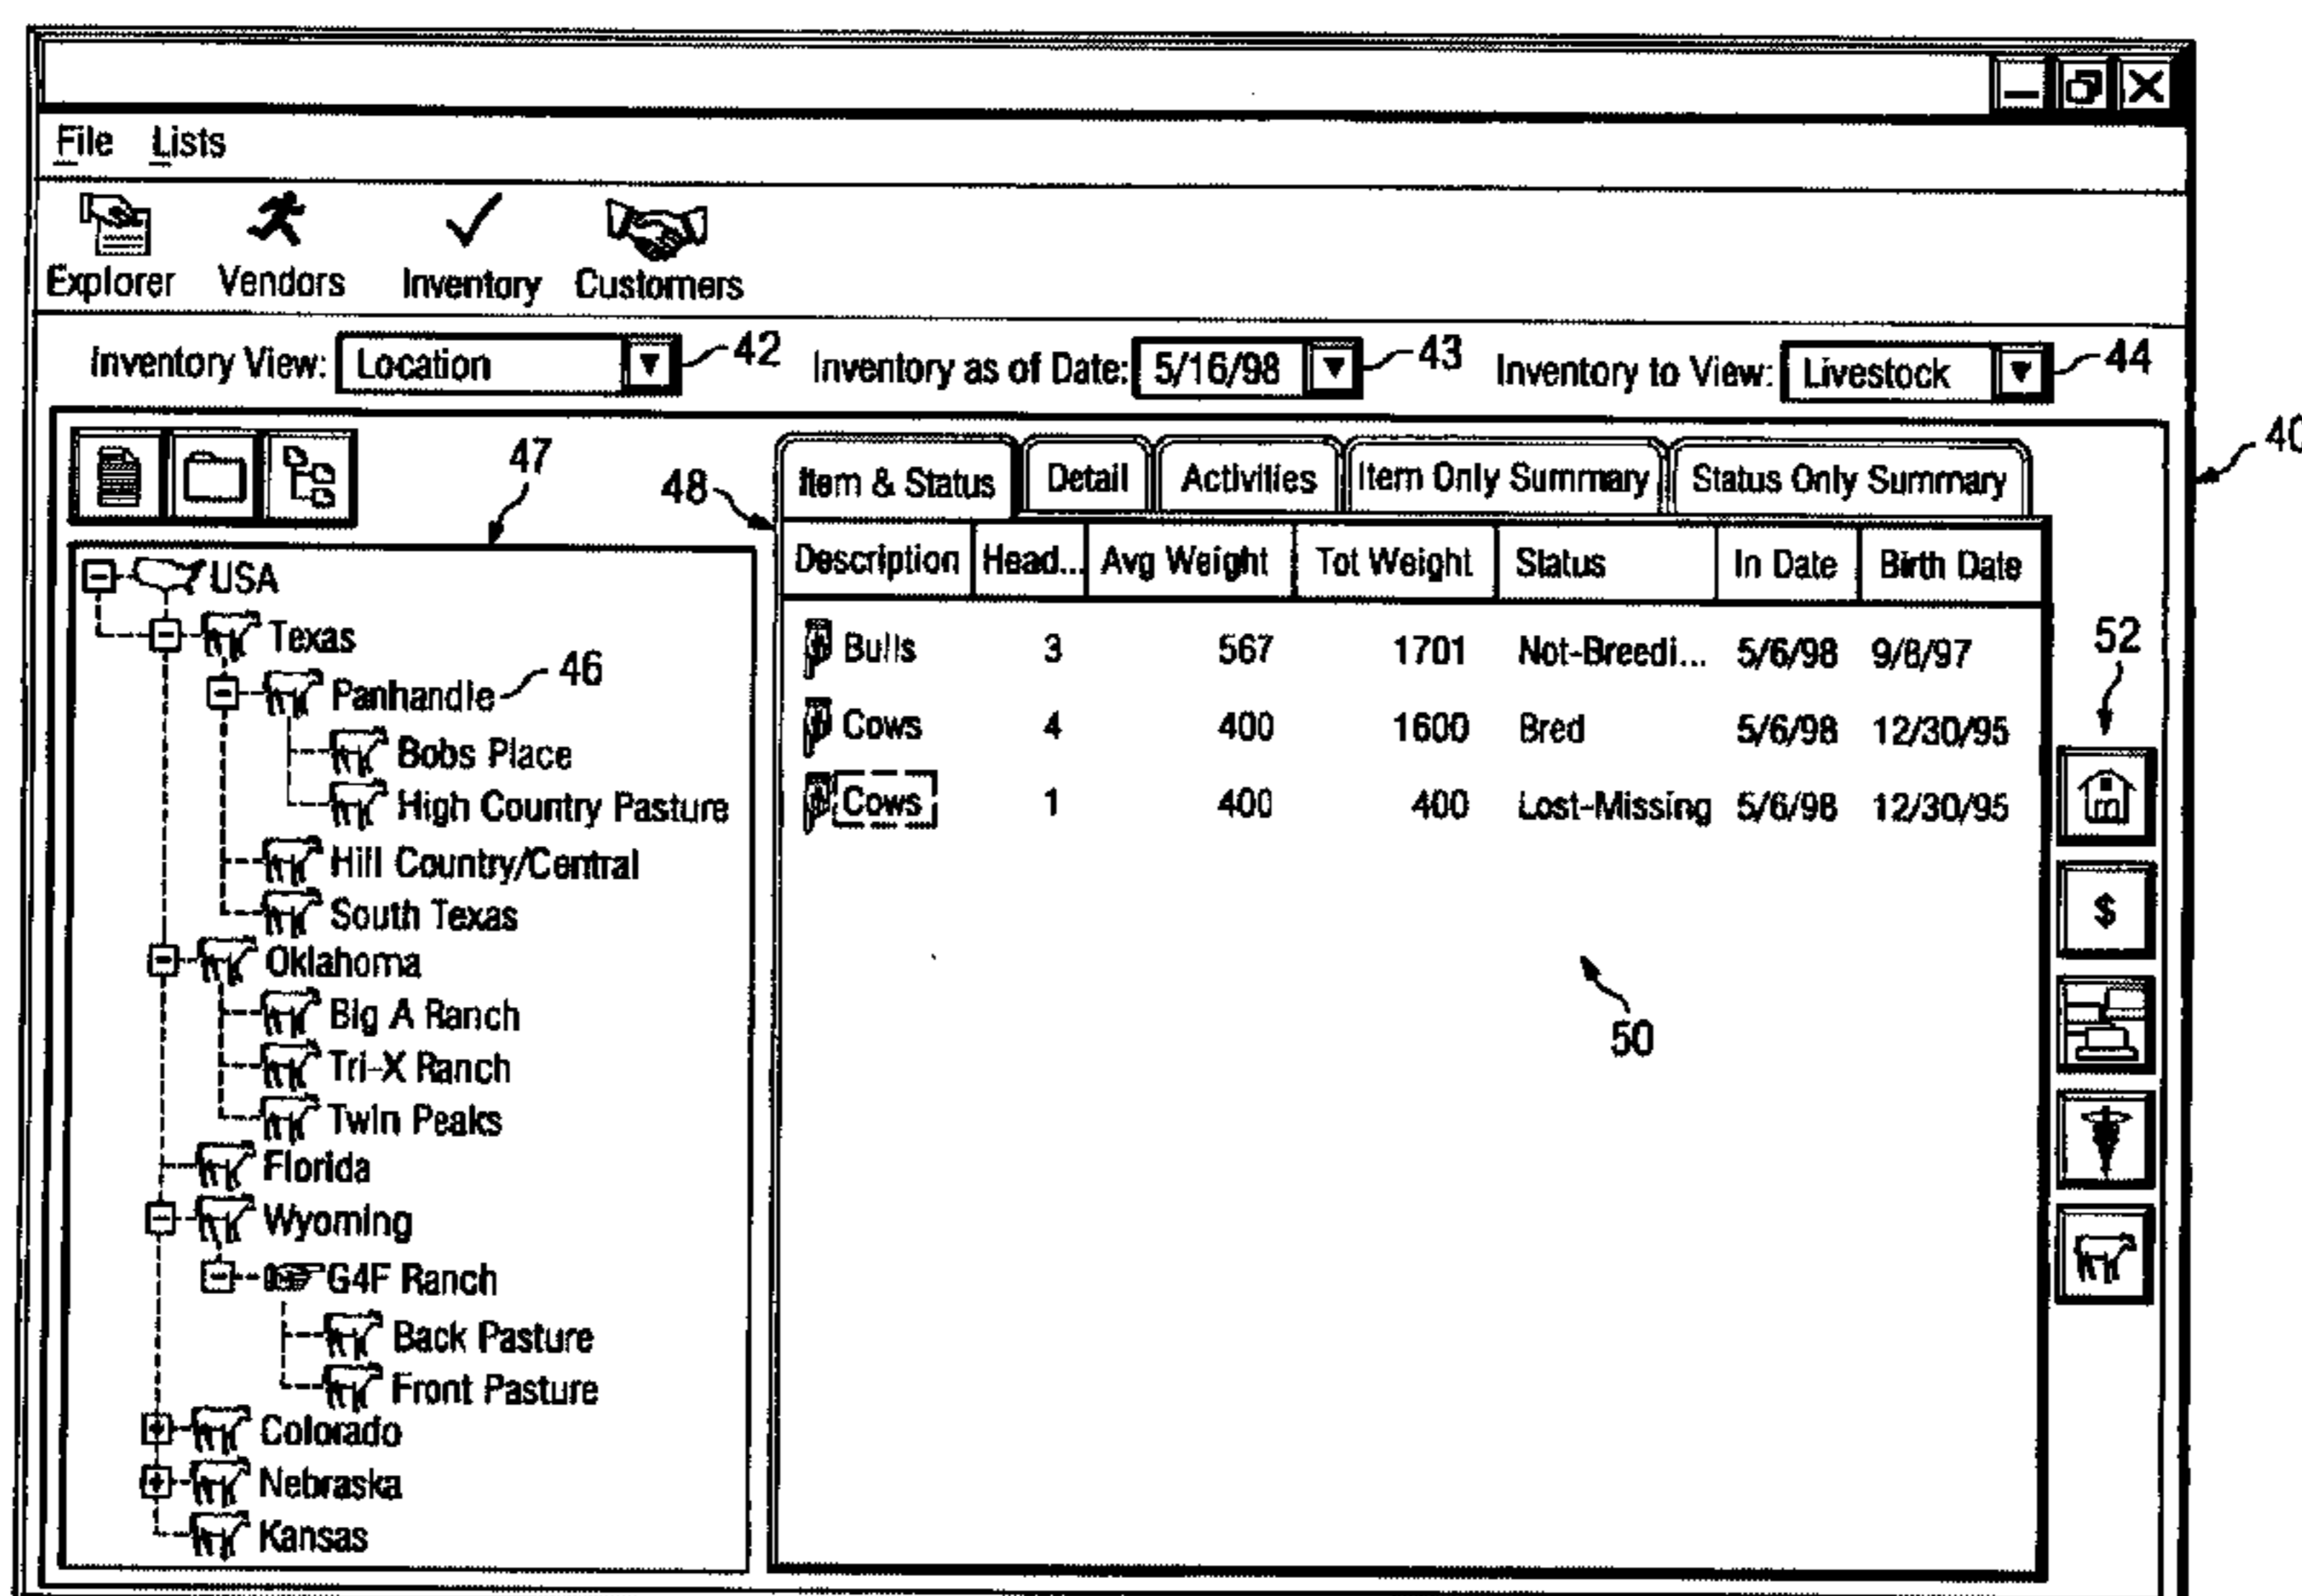 File Lists
Explorer Vendors Inventory Customers
Inventory View: Location 42 Inventory as of Date: 5/16/98 43 Inventory to View: Livestock 44
40
47
48
Item & Status Detail Activities Item Only Summary Status Only Summary
Description Head... Avg Weight Tot Weight Status In Date Birth Date
Bulls 3 567 1701 Not-Breedi... 5/6/98 9/8/97
Cows 4 400 1600 Bred 5/6/98 12/30/95
Cows 1 400 400 Lost-Missing 5/6/98 12/30/95
52
$
50
USA
Texas
Panhandle 46
Bobs Place
High Country Pasture
Hill Country/Central
South Texas
Oklahoma
Big A Ranch
Tri-X Ranch
Twin Peaks
Florida
Wyoming
G4F Ranch
Back Pasture
Front Pasture
Colorado
Nebraska
Kansas